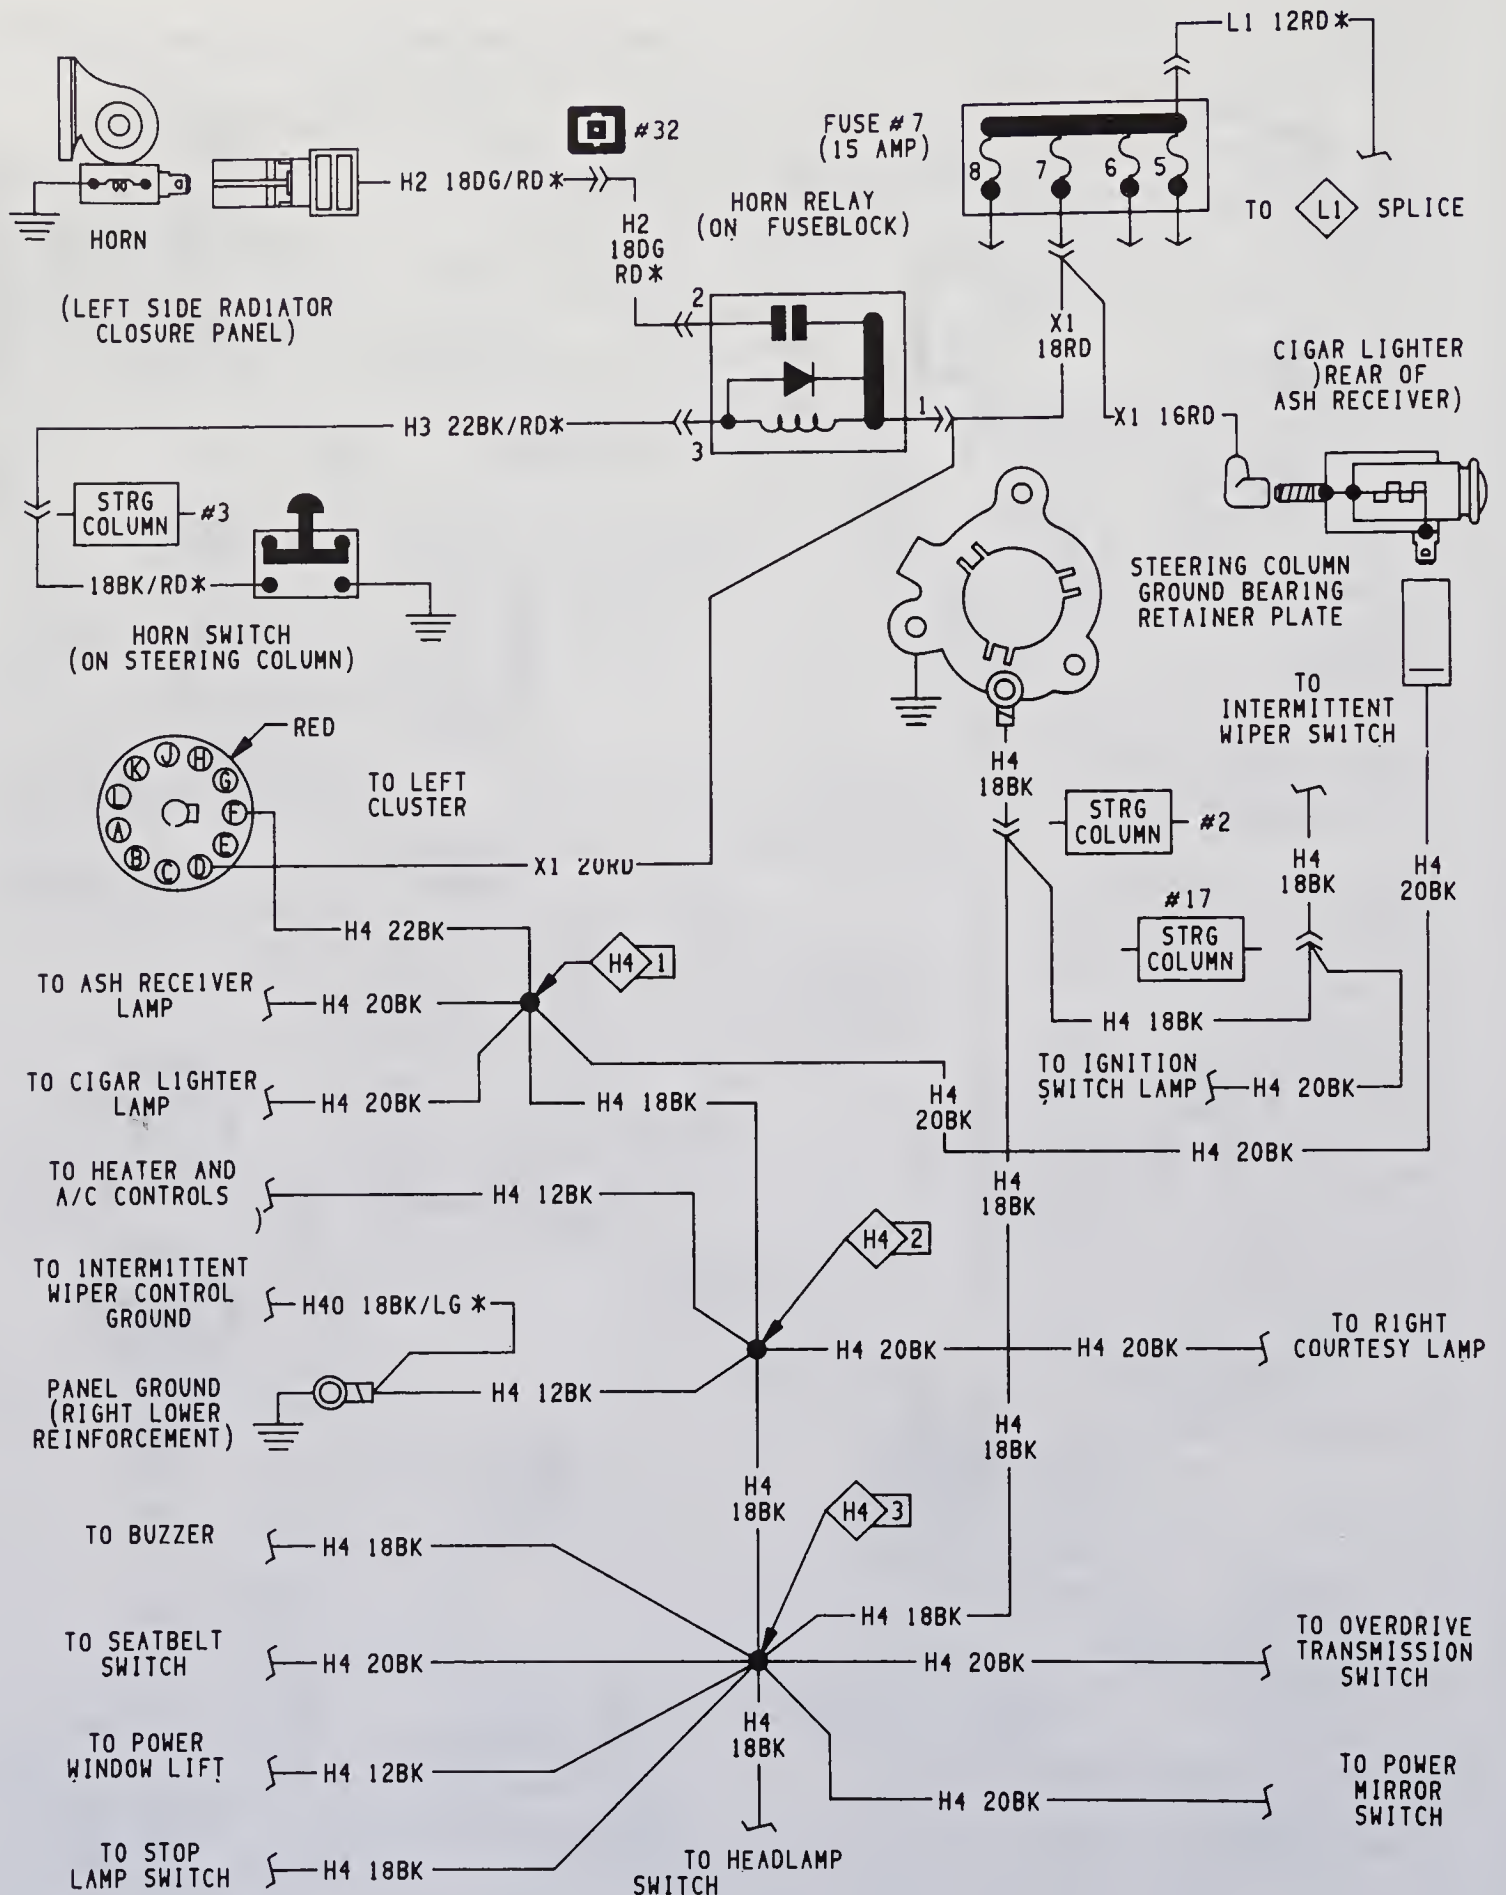 L1 12RD*
#32
FUSE #7
(15 AMP)
8
7
6
5
H2 18DG/RD*
HORN RELAY
(ON FUSEBLOCK)
TO L1 SPLICE
HORN
H2
18DG
RD*
(LEFT SIDE RADIATOR
CLOSURE PANEL)
2
X1
18RD
CIGAR LIGHTER
)REAR OF
ASH RECEIVER)
1
H3 22BK/RD*
3
X1 16RD
STRG
COLUMN
#3
18BK/RD*
HORN SWITCH
(ON STEERING COLUMN)
STEERING COLUMN
GROUND BEARING
RETAINER PLATE
TO
INTERMITTENT
WIPER SWITCH
RED
J
H
K
G
L
F
A
E
B
C
D
TO LEFT
CLUSTER
H4
18BK
STRG
COLUMN
#2
X1 20RD
H4
18BK
H4
20BK
#17
STRG
COLUMN
H4 22BK
H4 1
TO ASH RECEIVER
LAMP
H4 20BK
H4 18BK
TO IGNITION
SWITCH LAMP
H4 20BK
TO CIGAR LIGHTER
LAMP
H4 20BK
H4 18BK
H4
20BK
H4 20BK
TO HEATER AND
A/C CONTROLS
)
H4 12BK
H4
18BK
H4 2
TO INTERMITTENT
WIPER CONTROL
GROUND
H40 18BK/LG *
H4 20BK
H4 20BK
TO RIGHT
COURTESY LAMP
PANEL GROUND
(RIGHT LOWER
REINFORCEMENT)
H4 12BK
H4
18BK
H4
18BK
H4 3
TO BUZZER
H4 18BK
H4 18BK
TO SEATBELT
SWITCH
H4 20BK
H4 20BK
TO OVERDRIVE
TRANSMISSION
SWITCH
H4
18BK
TO POWER
WINDOW LIFT
H4 12BK
H4 20BK
TO POWER
MIRROR
SWITCH
TO STOP
LAMP SWITCH
H4 18BK
TO HEADLAMP
SWITCH